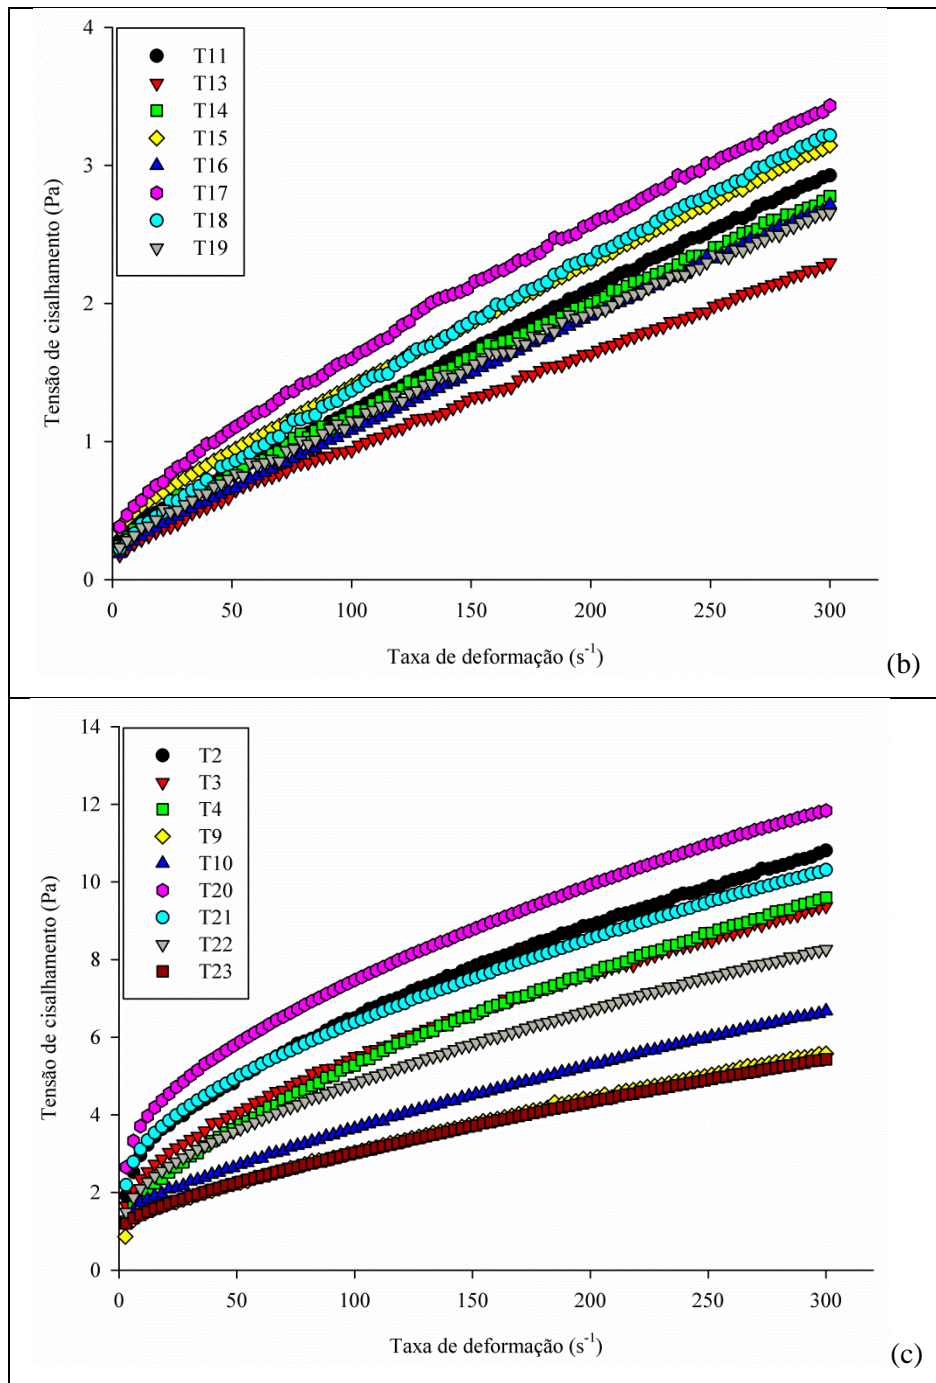 4
3
2
1
0
Tensão de cisalhamento (Pa)
T11
T13
T14
T15
T16
T17
T18
T19
0 50 100 150 200 250 300
Taxa de deformação (s⁻¹)
(b)
14
12
10
8
6
4
2
0
Tensão de cisalhamento (Pa)
T2
T3
T4
T9
T10
T20
T21
T22
T23
0 50 100 150 200 250 300
Taxa de deformação (s⁻¹)
(c)